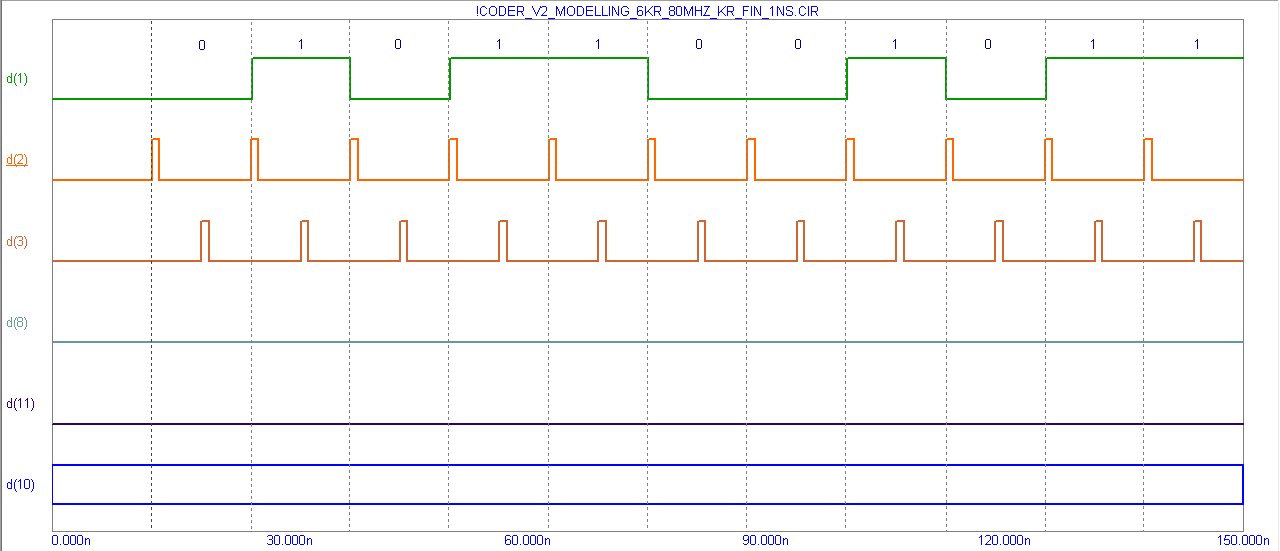 !CODER_V2_MODELLING_6KR_80MHZ_KR_FIN_1NS.CIR
0 1 0 1 1 0 0 1 0 1 1
d(1)
d(2)
d(3)
d(8)
d(11)
d(10)
0.000n 30.000n 60.000n 90.000n 120.000n 150.000n